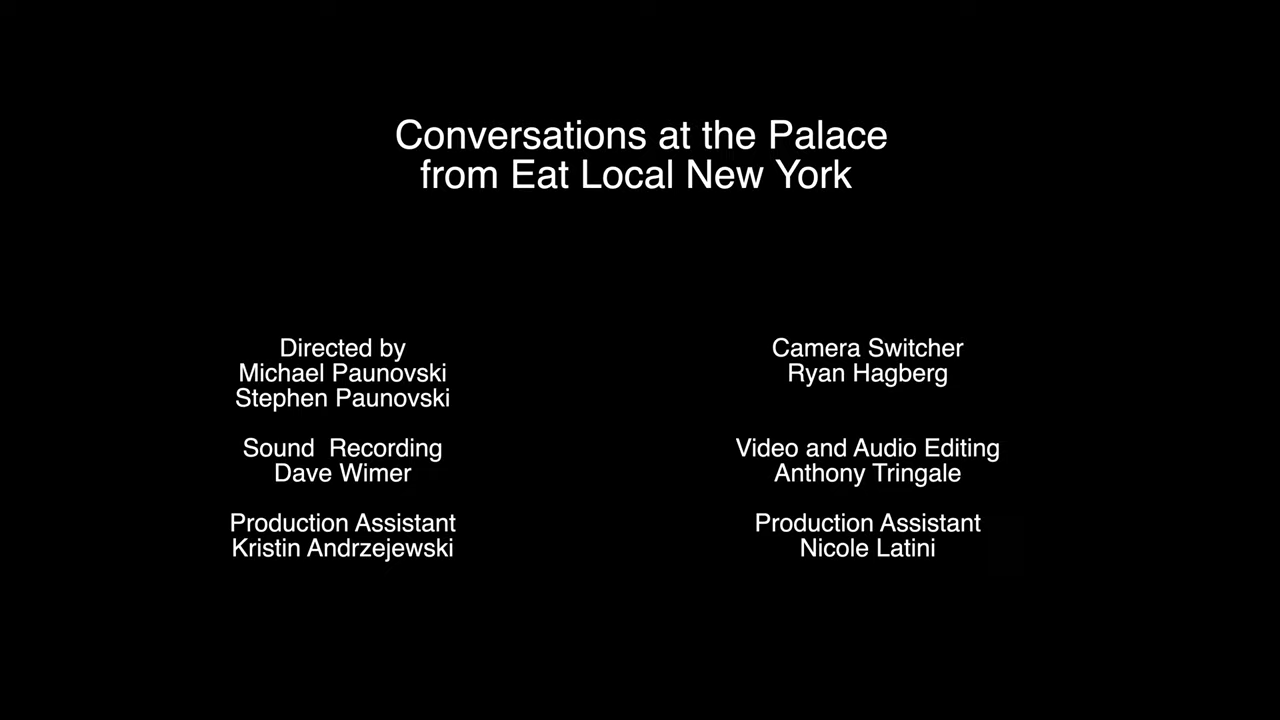 Conversations at the Palace
from Eat Local New York
Directed by
Michael Paunovski
Stephen Paunovski
Sound  Recording
Dave Wimer
Production Assistant
Kristin Andrzejewski
Camera Switcher
Ryan Hagberg
Video and Audio Editing
Anthony Tringale
Production Assistant
Nicole Latini